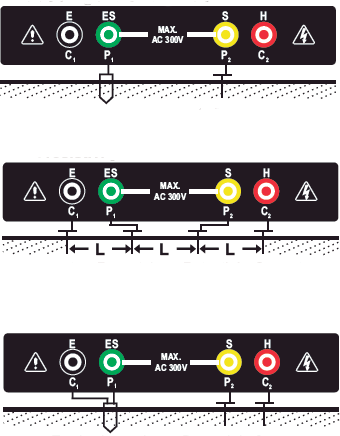 E ES S H
MAX.
AC 300V
C1 P1 P2 C2
E ES S H
MAX.
AC 300V
C1 P1 P2 C2
L L L
E ES S H
MAX.
AC 300V
C1 P1 P2 C2